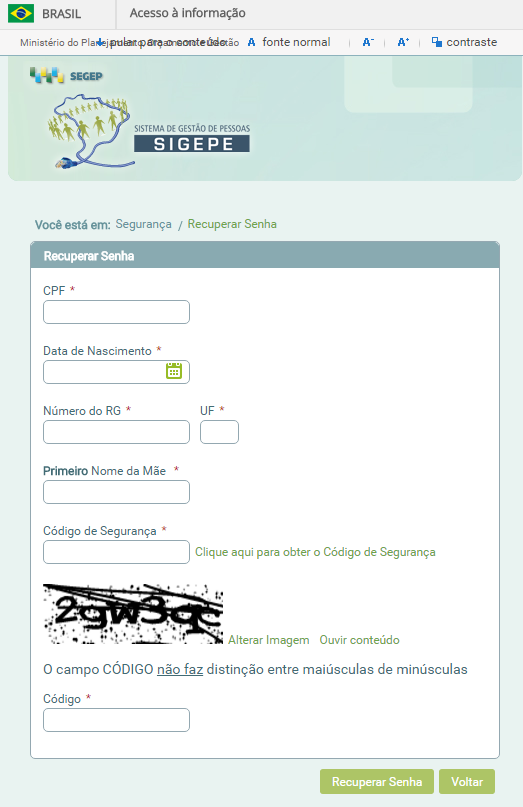 BRASIL Acesso à informação
Ministério do Planejamento, Orçamento e Gestão pular para o conteúdo A fonte normal A- A+ contraste
SEGEP
SISTEMA DE GESTÃO DE PESSOAS
SIGEPE
Você está em: Segurança / Recuperar Senha
Recuperar Senha
CPF *
Data de Nascimento *
Número do RG * UF *
Primeiro Nome da Mãe *
Código de Segurança *
Clique aqui para obter o Código de Segurança
Alterar Imagem Ouvir conteúdo
O campo CÓDIGO não faz distinção entre maiúsculas de minúsculas
Código *
Recuperar Senha Voltar